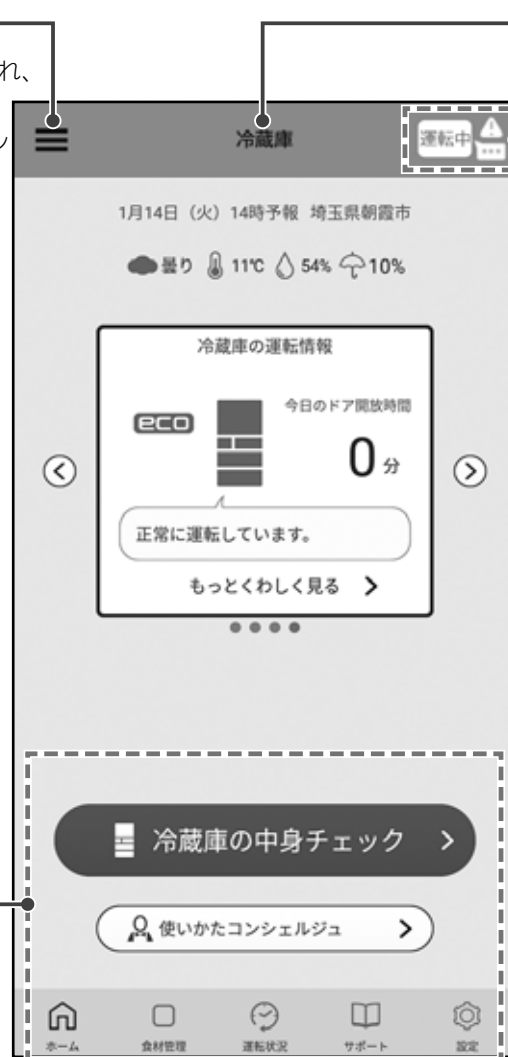 れ、
冷蔵庫
運転中
1月14日（火）14時予報 埼玉県朝霞市
曇り 11℃ 54% 10%
冷蔵庫の運転情報
eco
今日のドア開放時間
0 分
正常に運転しています。
もっとくわしく見る
冷蔵庫の中身チェック
使いかたコンシェルジュ
ホーム 食材管理 運転状況 サポート 設定